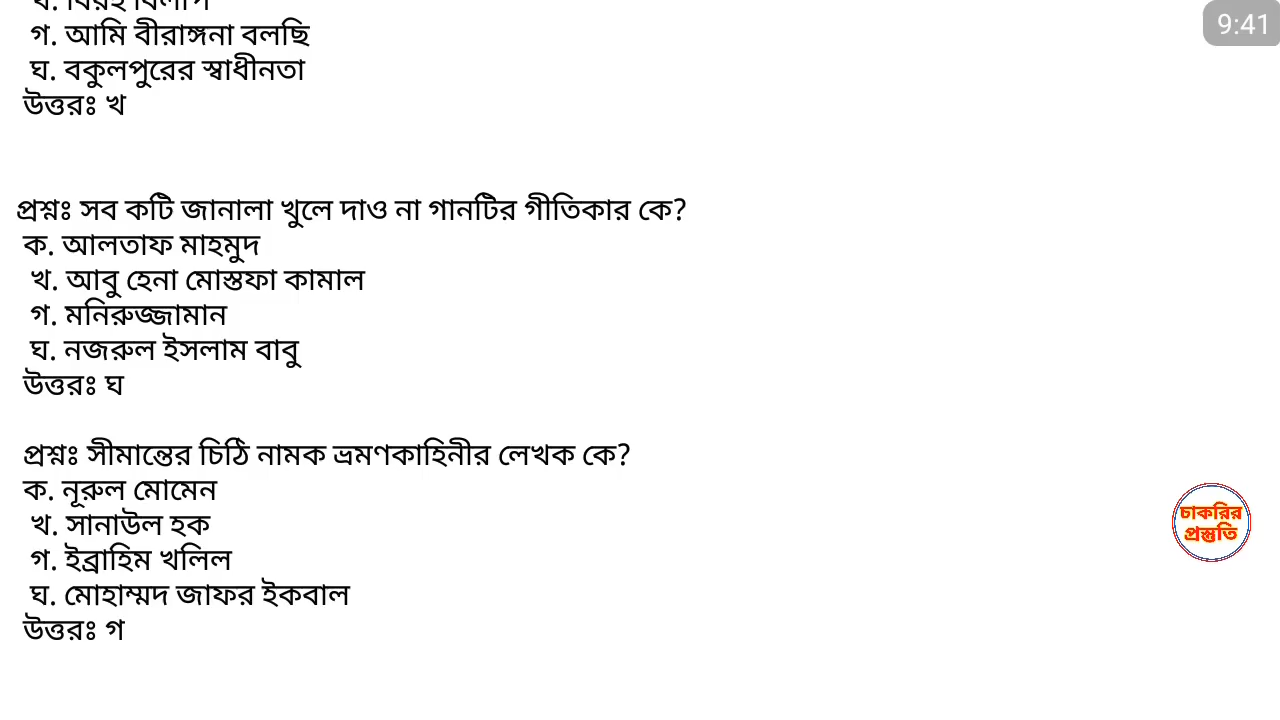 খ. বিরহ বিলাপ
গ. আমি বীরাঙ্গনা বলছি
ঘ. বকুলপুরের স্বাধীনতা
উত্তরঃ খ
প্রশ্নঃ সব কটি জানালা খুলে দাও না গানটির গীতিকার কে?
ক. আলতাফ মাহমুদ
খ. আবু হেনা মোস্তফা কামাল
গ. মনিরুজ্জামান
ঘ. নজরুল ইসলাম বাবু
উত্তরঃ ঘ
প্রশ্নঃ সীমান্তের চিঠি নামক ভ্রমণকাহিনীর লেখক কে?
ক. নূরুল মোমেন
খ. সানাউল হক
গ. ইব্রাহিম খলিল
ঘ. মোহাম্মদ জাফর ইকবাল
উত্তরঃ গ
9:41
চাকরির
প্রস্তুতি